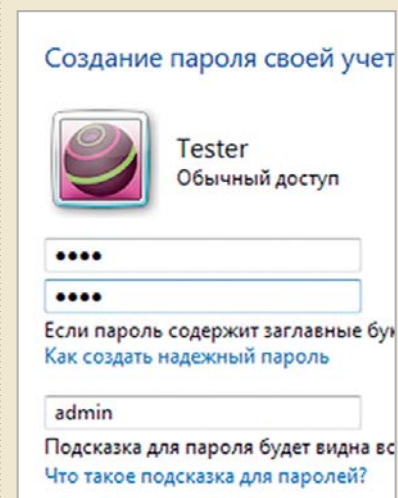 Создание пароля своей учет
Tester
Обычный доступ
••••
••••
Если пароль содержит заглавные бук
Как создать надежный пароль
admin
Подсказка для пароля будет видна вс
Что такое подсказка для паролей?